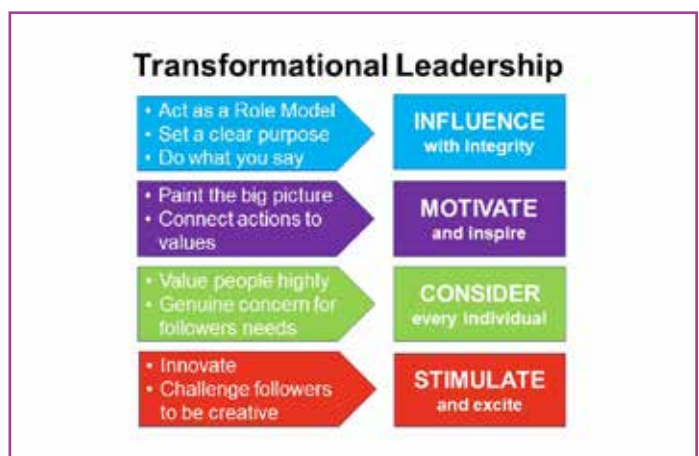 Transformational Leadership
• Act as a Role Model
• Set a clear purpose
• Do what you say
INFLUENCE
with integrity
• Paint the big picture
• Connect actions to
values
MOTIVATE
and inspire
• Value people highly
• Genuine concern for
followers needs
CONSIDER
every individual
• Innovate
• Challenge followers
to be creative
STIMULATE
and excite